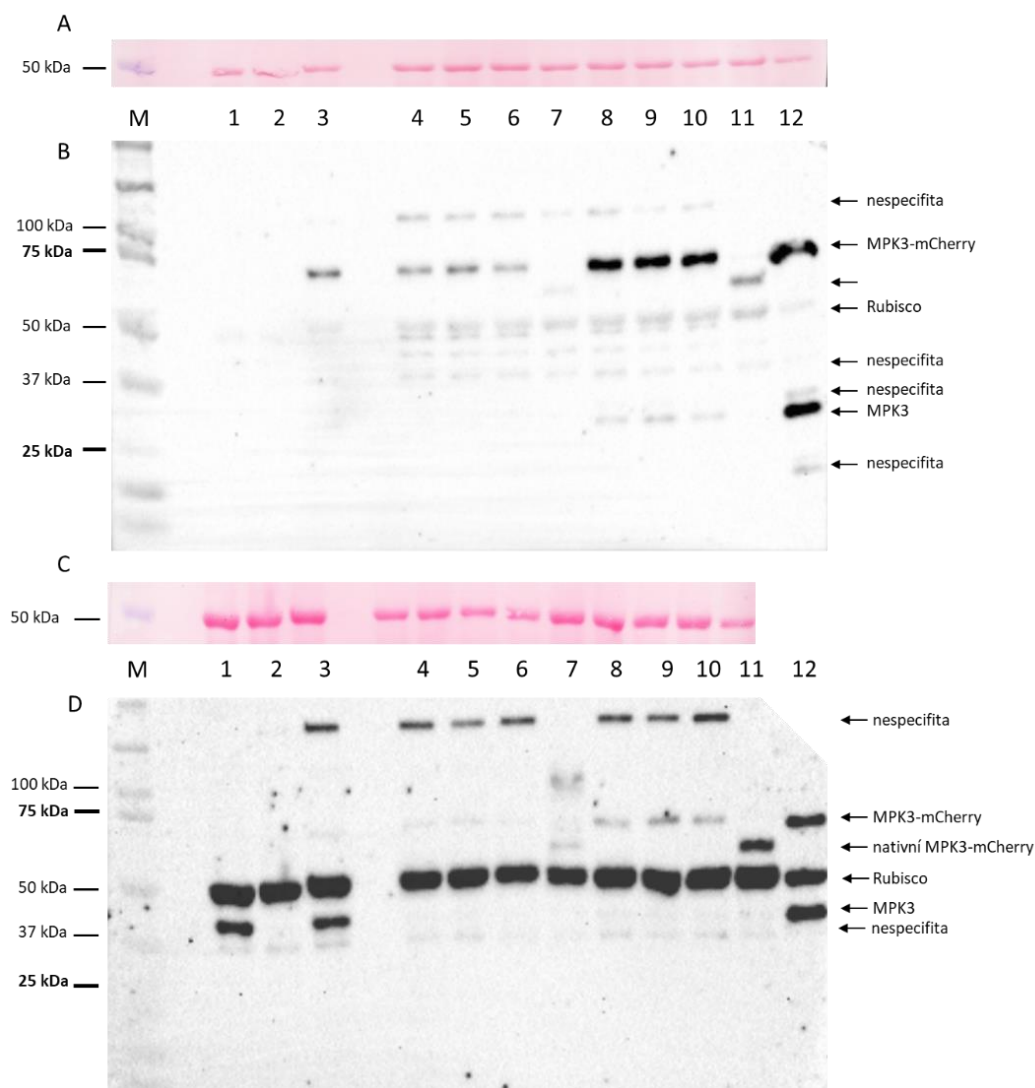 A
50 kDa
M 1 2 3 4 5 6 7 8 9 10 11 12
B
nespecifita
100 kDa
MPK3-mCherry
75 kDa
Rubisco
50 kDa
nespecifita
37 kDa
nespecifita
MPK3
25 kDa
nespecifita
C
50 kDa
M 1 2 3 4 5 6 7 8 9 10 11 12
D
nespecifita
100 kDa
75 kDa
MPK3-mCherry
nativní MPK3-mCherry
Rubisco
50 kDa
MPK3
nespecifita
37 kDa
25 kDa